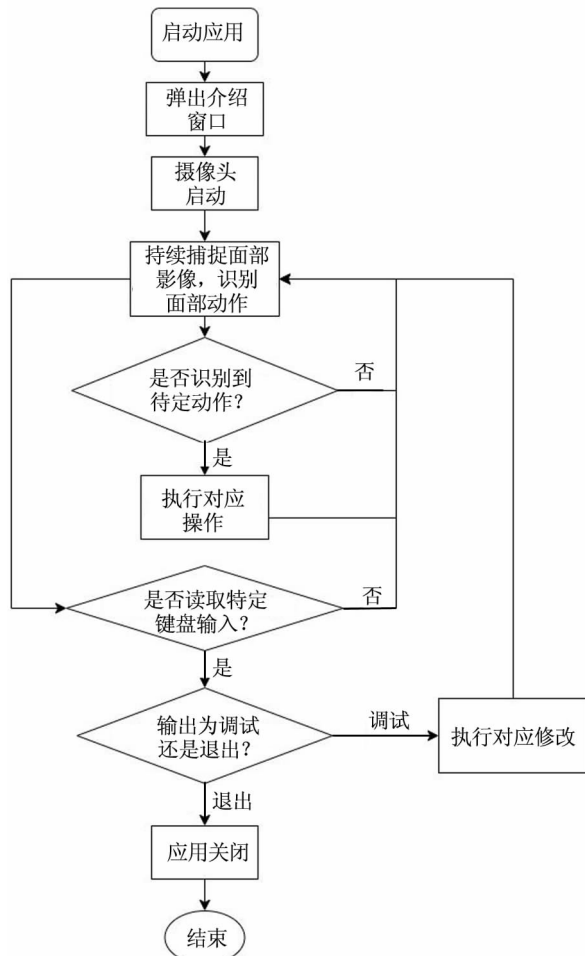 启动应用
弹出介绍
窗口
摄像头
启动
持续捕捉面部
影像，识别
面部动作
是否识别到
待定动作？
否
是
执行对应
操作
是否读取特定
键盘输入？
否
是
输出为调试
还是退出？
调试
执行对应修改
退出
应用关闭
结束